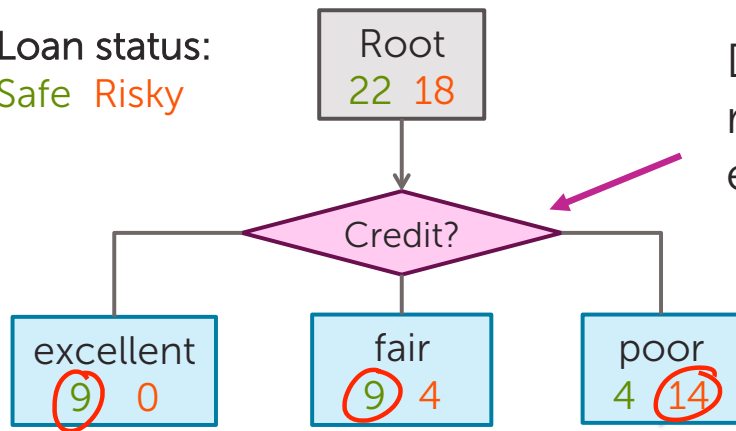 Loan status:
Safe Risky
Root
22 18
Credit?
excellent
9 0
fair
9 4
poor
4 14